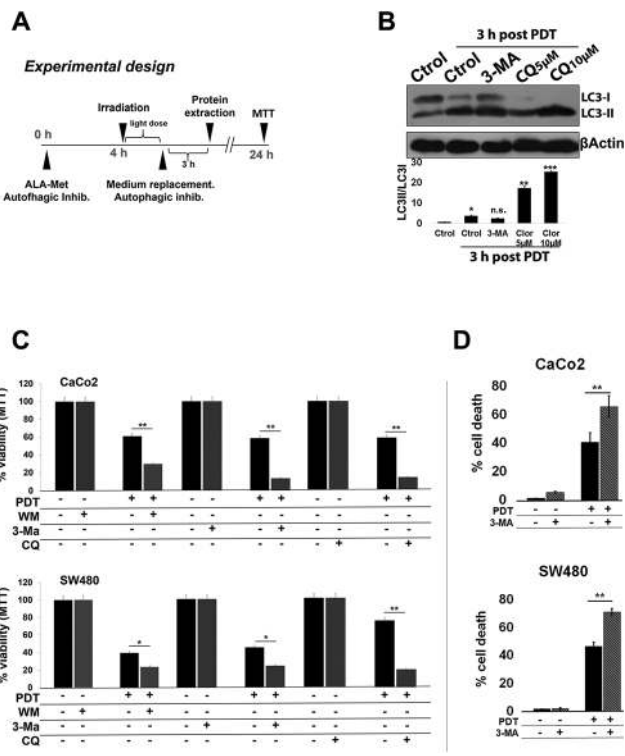 A
Experimental design
Irradiation
Protein
extraction
MTT
light dose
0 h
4 h
3 h
24 h
ALA-Met
Autofhagic Inhib.
Medium replacement.
Autophagic inhib.
B
3 h post PDT
Ctrol Ctrol 3-MA CQ5µM CQ10µM
LC3-I
LC3-II
βActin
LC3II/LC3I
30
20
10
0
* n.s. ** ***
Ctrol Ctrol 3-MA Clor 5µM Clor 10µM
3 h post PDT
C
CaCo2
% viability (MTT)
120
100
80
60
40
20
0
** ** **
PDT - - + + - - + + - - + +
WM - + - + - - - - - - - -
3-Ma - - - - - + - + - - - -
CQ - - - - - - - - - + - +
SW480
% viability (MTT)
120
100
80
60
40
20
0
* * **
PDT - - + + - - + + - - + +
WM - + - + - - - - - - - -
3-Ma - - - - - + - + - - - -
CQ - - - - - - - - - + - +
D
CaCo2
% cell death
80
60
40
20
0
**
PDT - - + +
3-MA - + - +
SW480
% cell death
80
60
40
20
0
**
PDT - - + +
3-MA - + - +